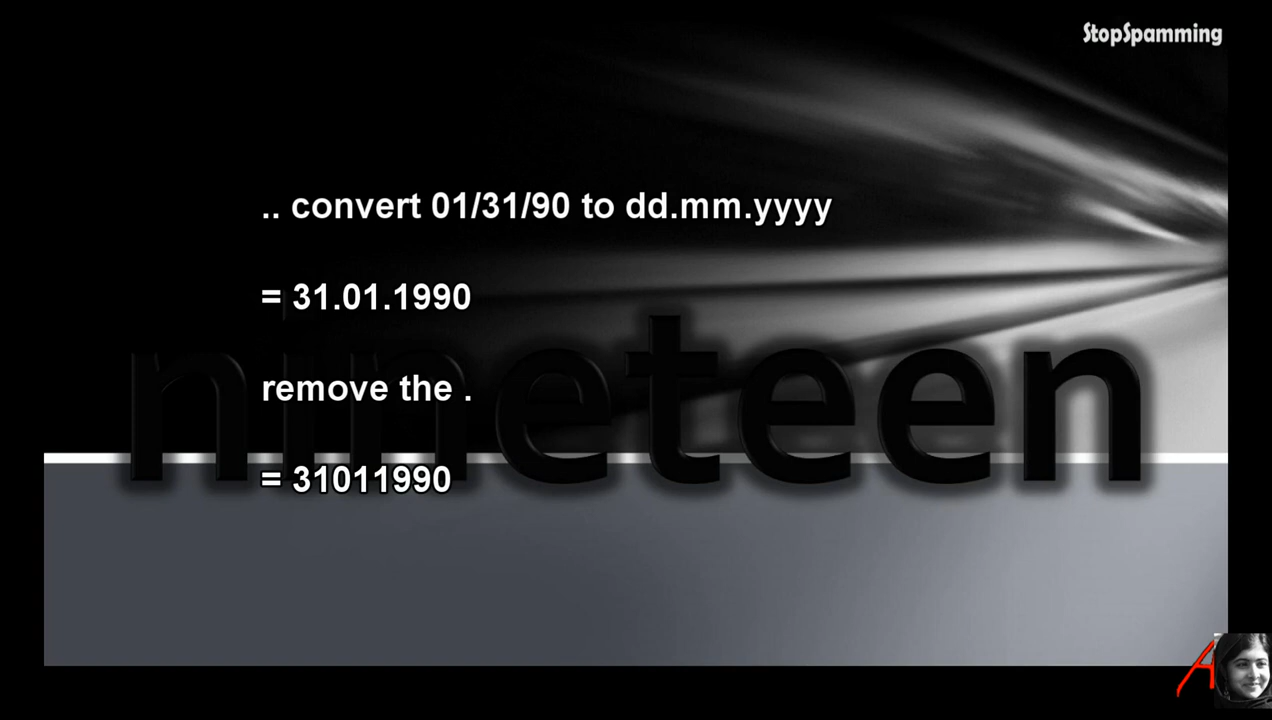 StopSpamming
.. convert 01/31/90 to dd.mm.yyyy
= 31.01.1990
nineteen
remove the .
= 31011990
A